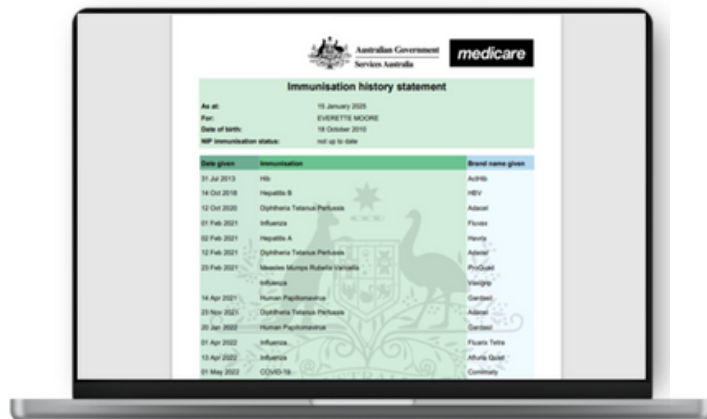 Australian Government
Services Australia
medicare
Immunisation history statement
As at: 15 January 2025
For: EVERETTE MOORE
Date of birth: 18 October 2010
NIP immunisation status: not up to date
Date given Immunisation Brand name given
31 Jul 2013 Hib ActHib
14 Oct 2018 Hepatitis B HBV
12 Oct 2020 Diphtheria Tetanus Pertussis Adacel
01 Feb 2021 Influenza Fluvax
02 Feb 2021 Hepatitis A Havrix
12 Feb 2021 Diphtheria Tetanus Pertussis Adacel
23 Feb 2021 Measles Mumps Rubella Varicella ProQuad
Influenza Vaxigrip
14 Apr 2021 Human Papillomavirus Gardasil
23 Nov 2021 Diphtheria Tetanus Pertussis Adacel
20 Jan 2022 Human Papillomavirus Gardasil
01 Apr 2022 Influenza Fluarix Tetra
13 Apr 2022 Influenza Afluria Quad
01 May 2022 COVID-19 Comirnaty